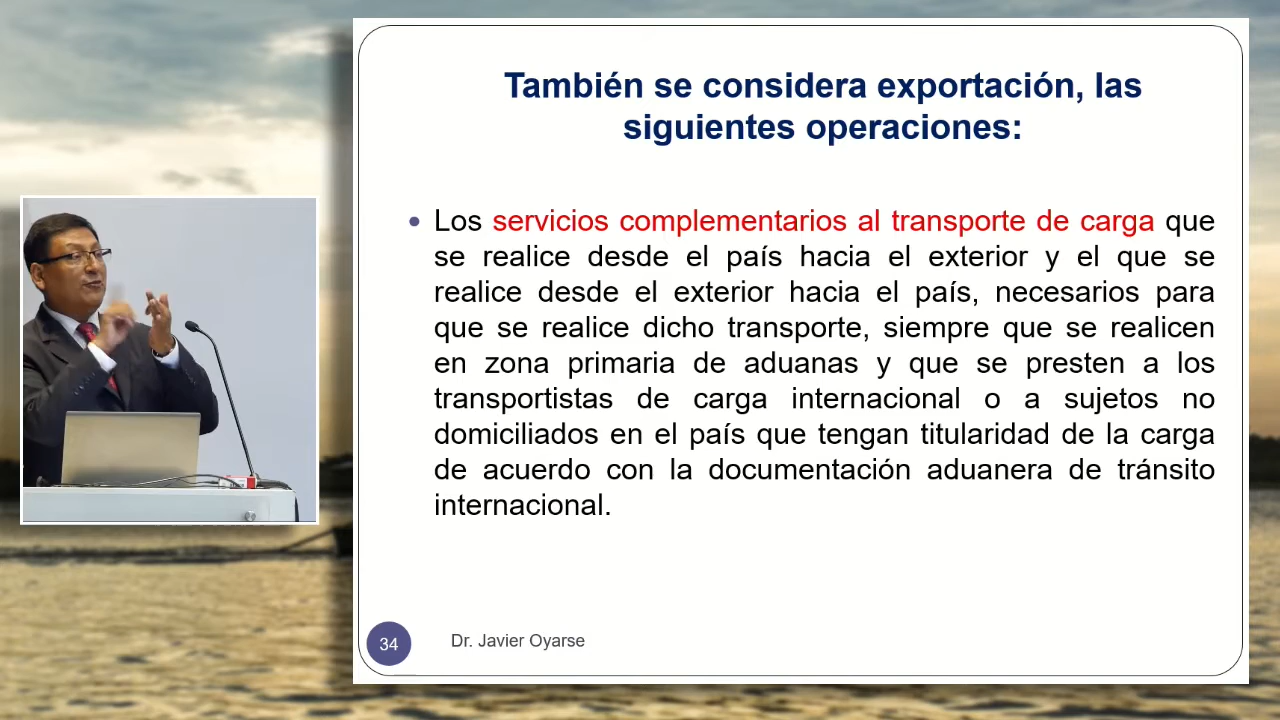 También se considera exportación, las
siguientes operaciones:
• Los servicios complementarios al transporte de carga que
se realice desde el país hacia el exterior y el que se
realice desde el exterior hacia el país, necesarios para
que se realice dicho transporte, siempre que se realicen
en zona primaria de aduanas y que se presten a los
transportistas de carga internacional o a sujetos no
domiciliados en el país que tengan titularidad de la carga
de acuerdo con la documentación aduanera de tránsito
internacional.
34
Dr. Javier Oyarse